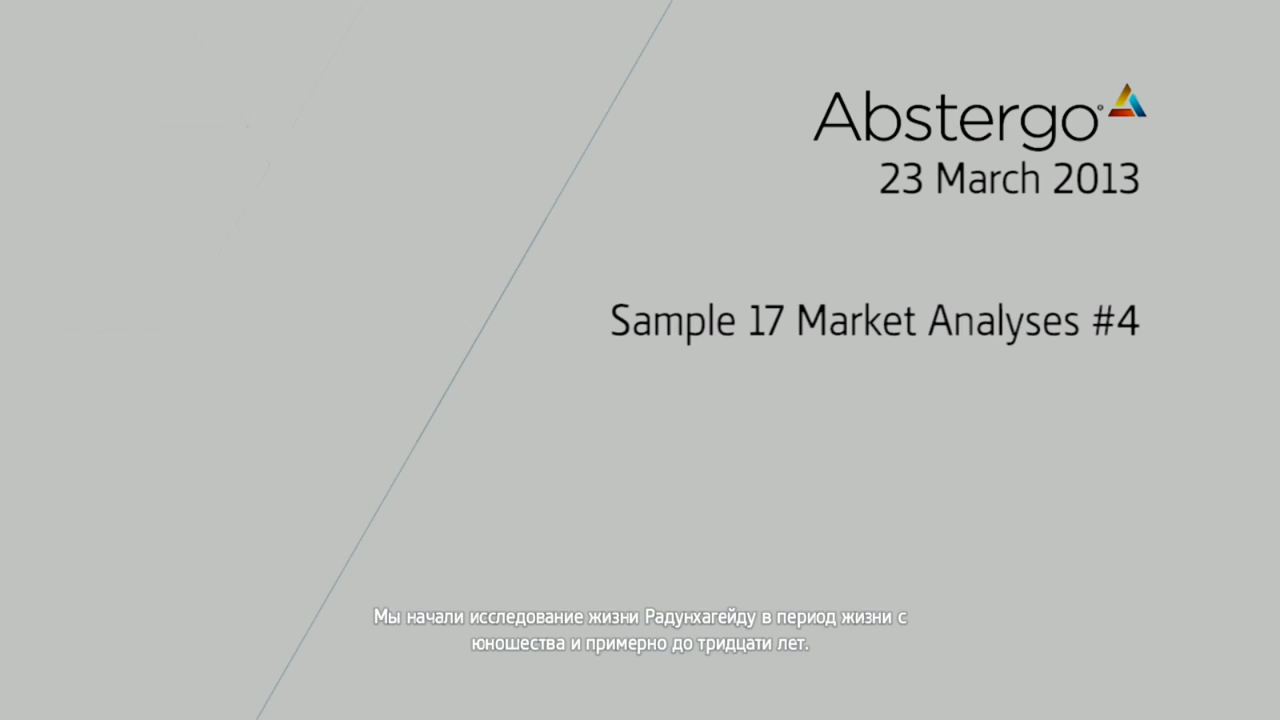 Abstergo
23 March 2013
Sample 17 Market Analyses #4
Мы начали исследование жизни Радунхагейду в период жизни с
юношества и примерно до тридцати лет.